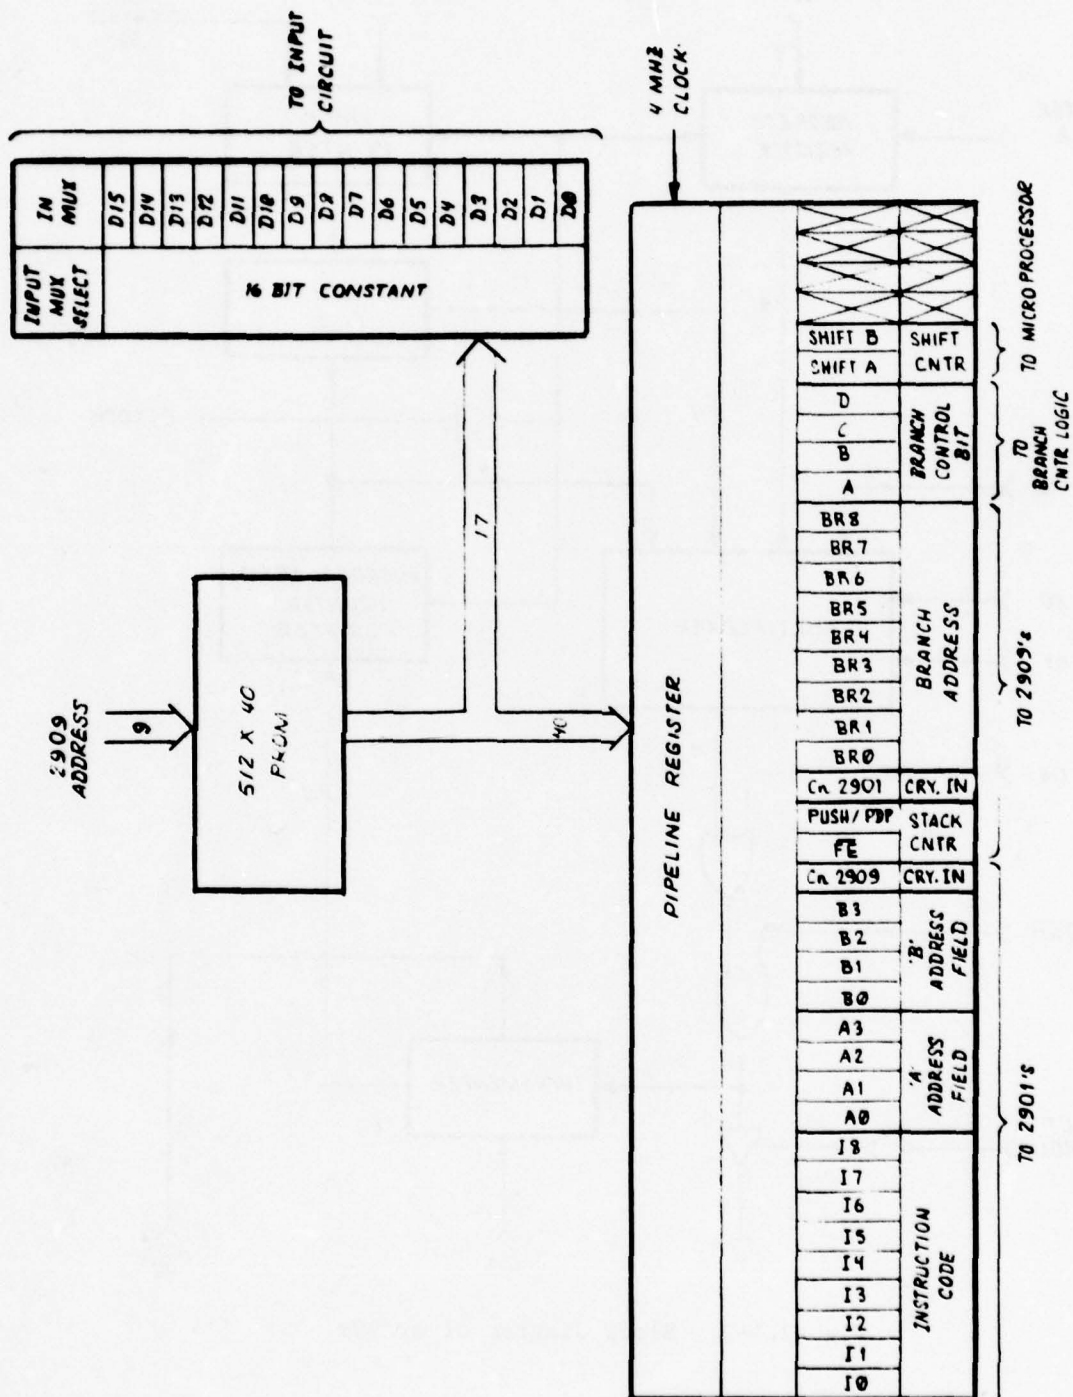 TO INPUT
CIRCUIT
INPUT
MUX
SELECT
IN
MUX
16 BIT CONSTANT
D15
D14
D13
D12
D11
D10
D9
D8
D7
D6
D5
D4
D3
D2
D1
D0
2909
ADDRESS
9
512 X 40
PROM
17
40
4 MHZ
CLOCK.
PIPELINE REGISTER
SHIFT B
SHIFT A
SHIFT
CNTR
D
C
B
A
BRANCH
CONTROL
BIT
BR8
BR7
BR6
BR5
BR4
BR3
BR2
BR1
BR0
BRANCH
ADDRESS
Cn 2901
CRY. IN
PUSH/POP
FE
STACK
CNTR
Cn 2909
CRY. IN
B3
B2
B1
B0
'B'
ADDRESS
FIELD
A3
A2
A1
A0
'A'
ADDRESS
FIELD
I8
I7
I6
I5
I4
I3
I2
I1
I0
INSTRUCTION
CODE
TO MICROPROCESSOR
TO
BRANCH
CNTR LOGIC
TO 2909's
TO 2901's